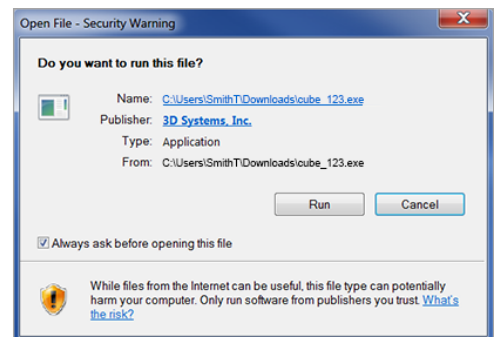 Open File - Security Warning
Do you want to run this file?
Name: C:\Users\SmithT\Downloads\cube_123.exe
Publisher: 3D Systems, Inc.
Type: Application
From: C:\Users\SmithT\Downloads\cube_123.exe
Run Cancel
Always ask before opening this file
While files from the Internet can be useful, this file type can potentially
harm your computer. Only run software from publishers you trust. What's
the risk?